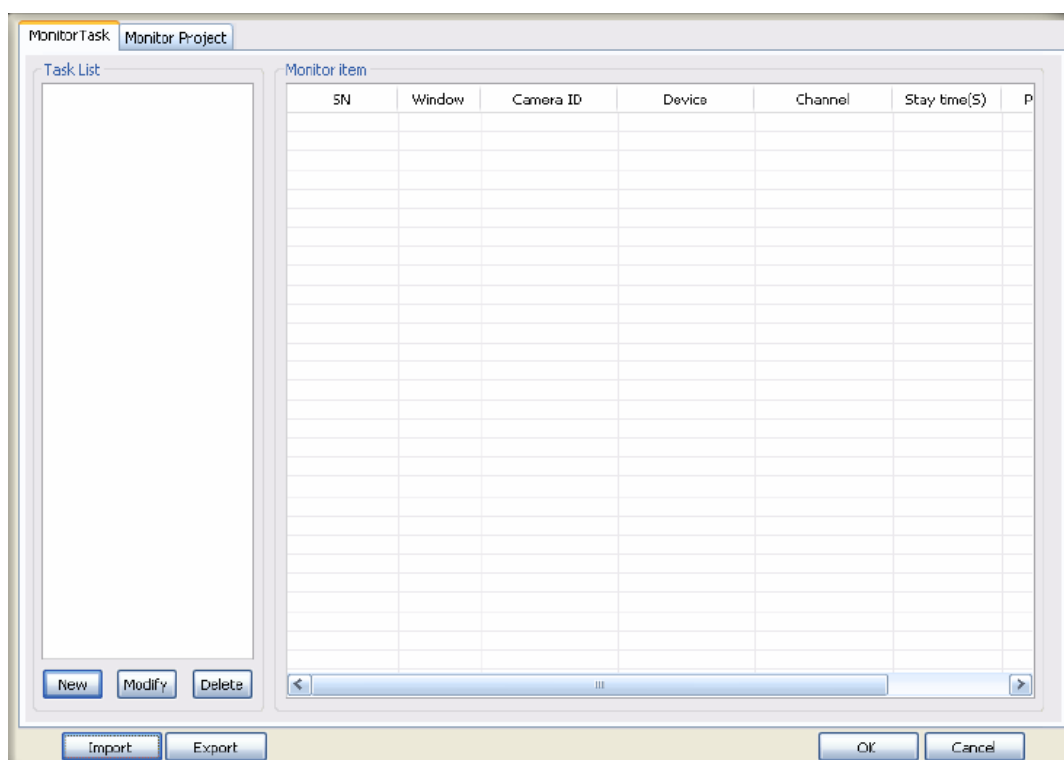 MonitorTask Monitor Project
Task List Monitor item
SN Window Camera ID Device Channel Stay time(S) P
New Modify Delete
Import Export OK Cancel